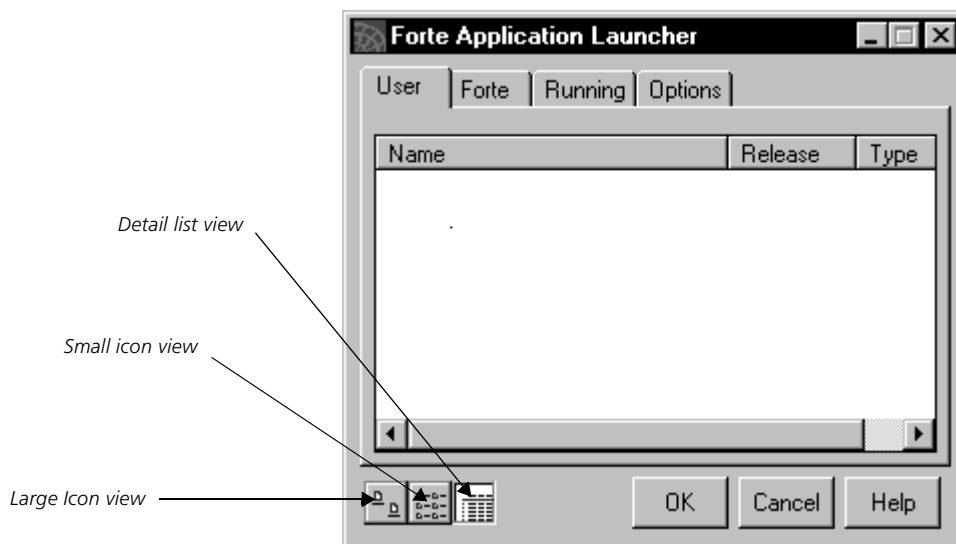 Forte Application Launcher
User Forte Running Options
Name Release Type
Detail list view
Small icon view
Large Icon view
OK Cancel Help